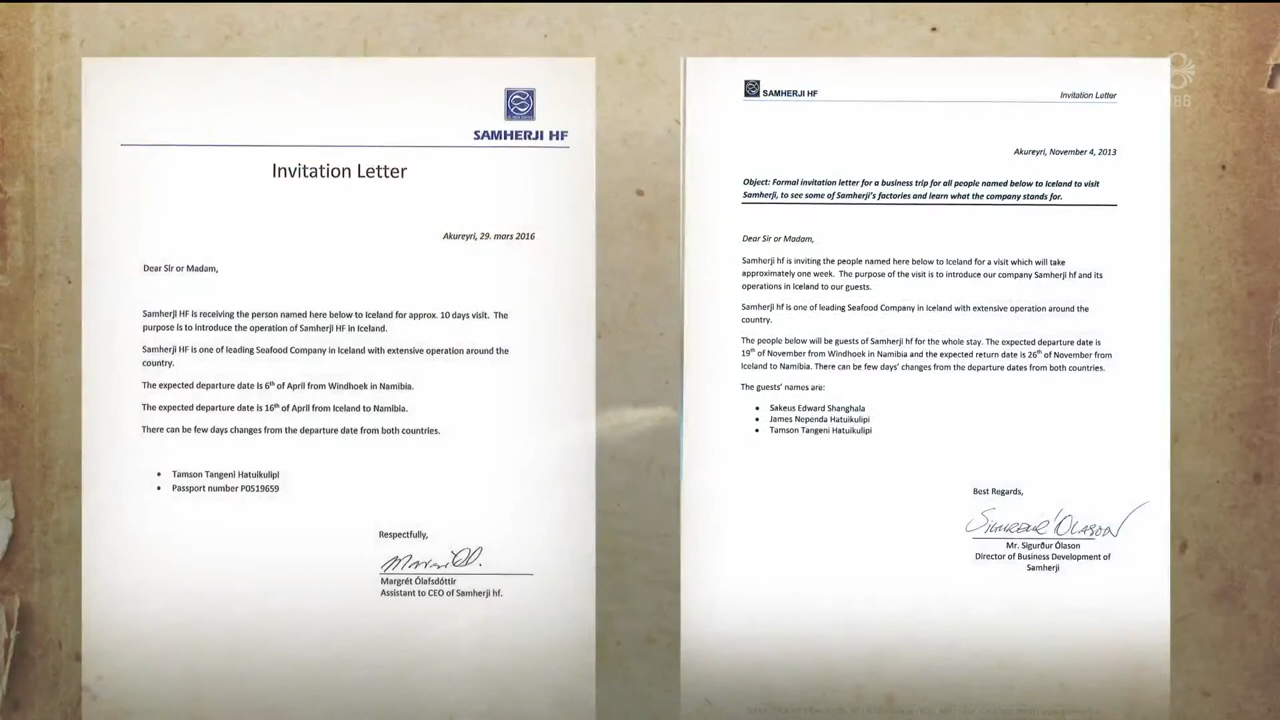 SAMHERJI HF
Invitation Letter
Akureyri, 29. mars 2016
Dear Sir or Madam,
Samherji HF is receiving the person named here below to Iceland for approx. 10 days visit. The
purpose is to introduce the operation of Samherji HF in Iceland.
Samherji HF is one of leading Seafood Company in Iceland with extensive operation around the
country.
The expected departure date is 6th of April from Windhoek in Namibia.
The expected departure date is 16th of April from Iceland to Namibia.
There can be few days changes from the departure date from both countries.
• Tamson Tangeni Hatuikulipi
• Passport number P0519659
Respectfully,
Margrét Ólafsdóttir
Assistant to CEO of Samherji hf.
SAMHERJI HF
Invitation Letter
Akureyri, November 4, 2013
Object: Formal invitation letter for a business trip for all people named below to Iceland to visit
Samherji, to see some of Samherji's factories and learn what the company stands for.
Dear Sir or Madam,
Samherji hf is inviting the people named here below to Iceland for a visit which will take
approximately one week. The purpose of the visit is to introduce our company Samherji hf and its
operations in Iceland to our guests.
Samherji hf is one of leading Seafood Company in Iceland with extensive operation around the
country.
The people below will be guests of Samherji hf for the whole stay. The expected departure date is
19th of November from Windhoek in Namibia and the expected return date is 26th of November from
Iceland to Namibia. There can be few days' changes from the departure dates from both countries.
The guests' names are:
• Sakeus Edward Shanghala
• James Nependa Hatuikulipi
• Tamson Tangeni Hatuikulipi
Best Regards,
Sigurður Ólason
Mr. Sigurður Ólason
Director of Business Development of
Samherji